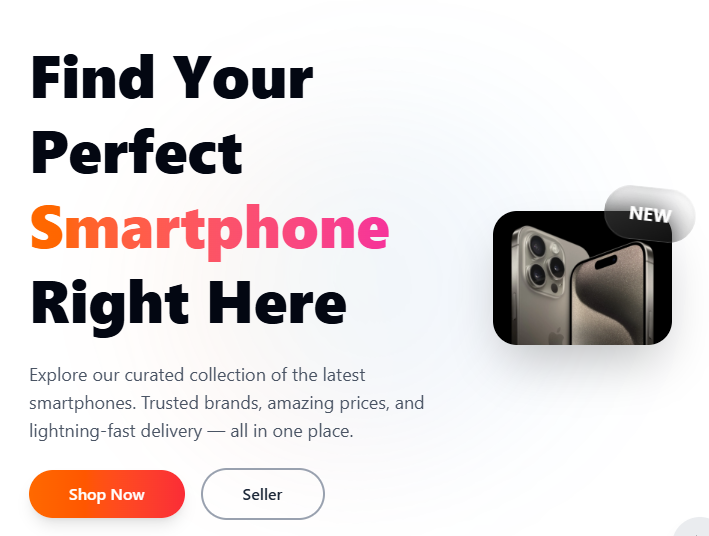 Find Your
Perfect
Smartphone
Right Here
NEW
Explore our curated collection of the latest
smartphones. Trusted brands, amazing prices, and
lightning-fast delivery — all in one place.
Shop Now
Seller